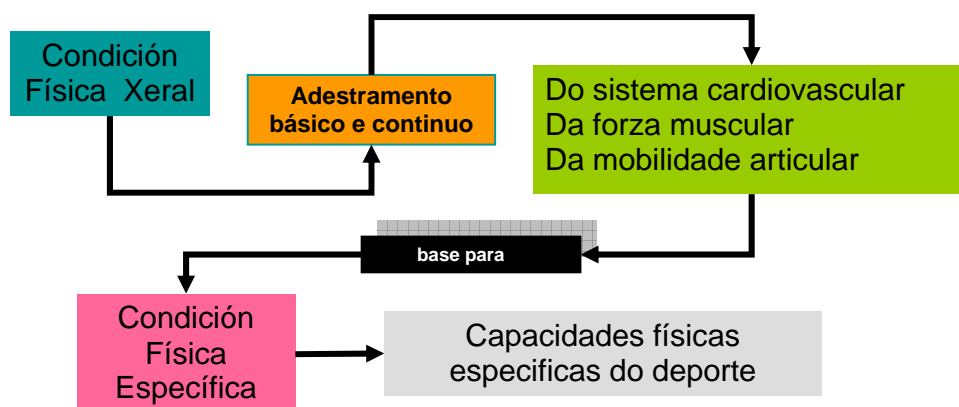 Condición
Física Xeral
Adestramento
básico e continuo
Do sistema cardiovascular
Da forza muscular
Da mobilidade articular
base para
Condición
Física
Específica
Capacidades físicas
especificas do deporte